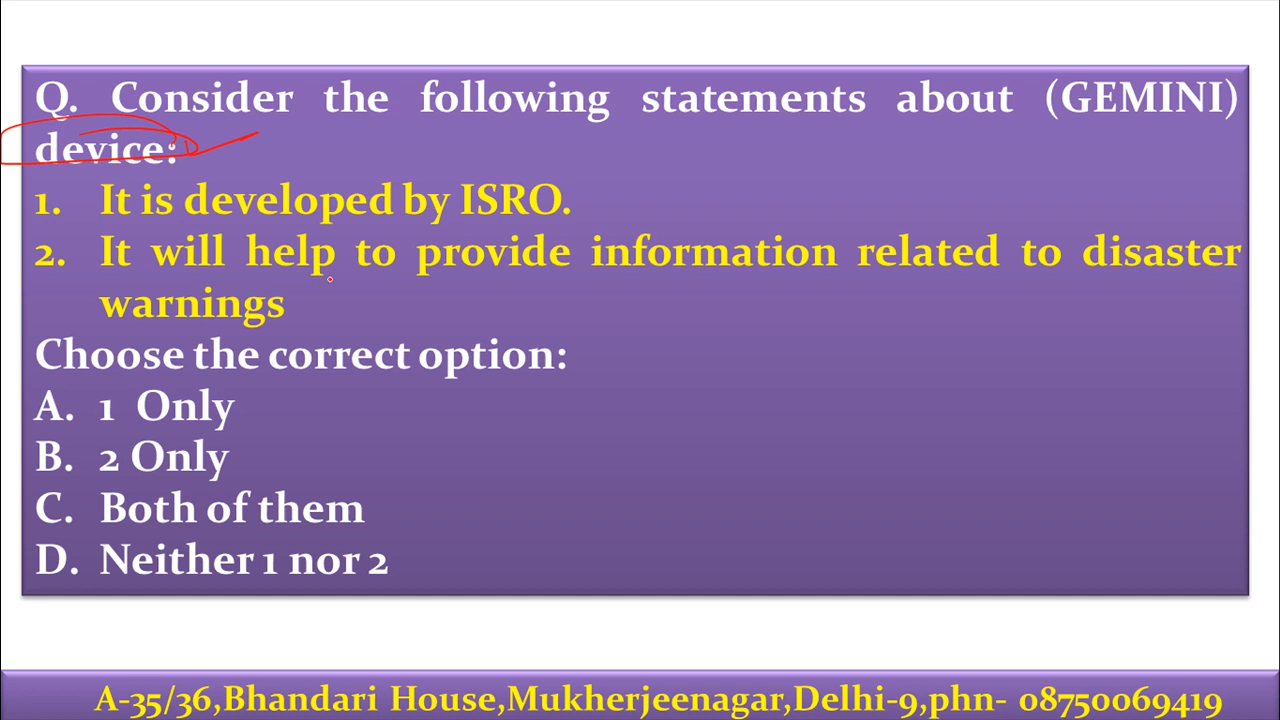 Q. Consider the following statements about (GEMINI)
device:
1. It is developed by ISRO.
2. It will help to provide information related to disaster
warnings
Choose the correct option:
A. 1 Only
B. 2 Only
C. Both of them
D. Neither 1 nor 2
A-35/36,Bhandari House,Mukherjeenagar,Delhi-9,phn- 08750069419